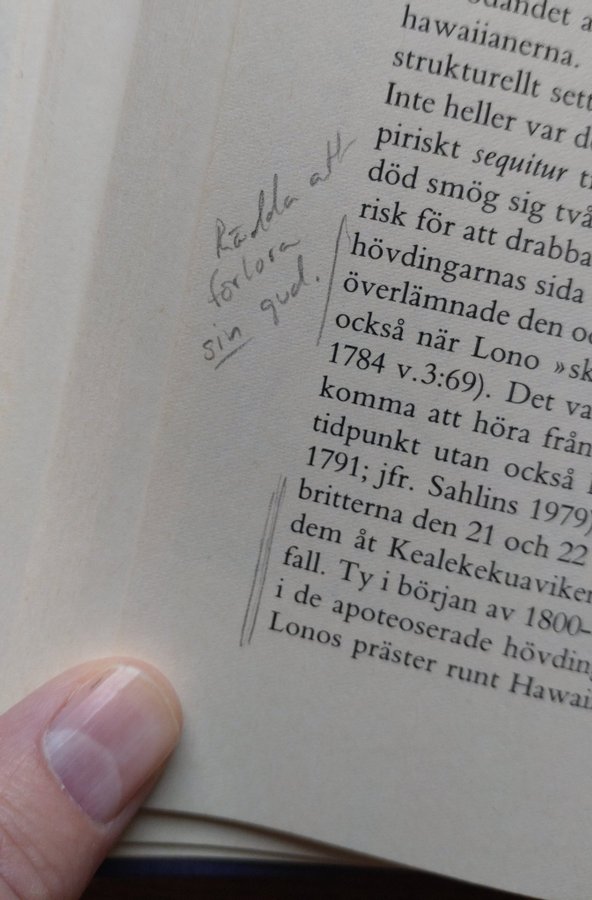 hawaiianerna.
strukturellt sett
Inte heller var
piriskt sequitur
död smög sig två
risk för att drabba
hövdingarnas sida
överlämnade den
också när Lono »sk
1784 v.3:69). Det va
komma att höra från
tidpunkt utan också
1791; jfr. Sahlins 1979)
britterna den 21 och 22
dem åt Kealekekuaviken
fall. Ty i början av 1800-
i de apoteoserade hövding
Lonos präster runt Hawaii
Rädda att
förlora
sin gud.